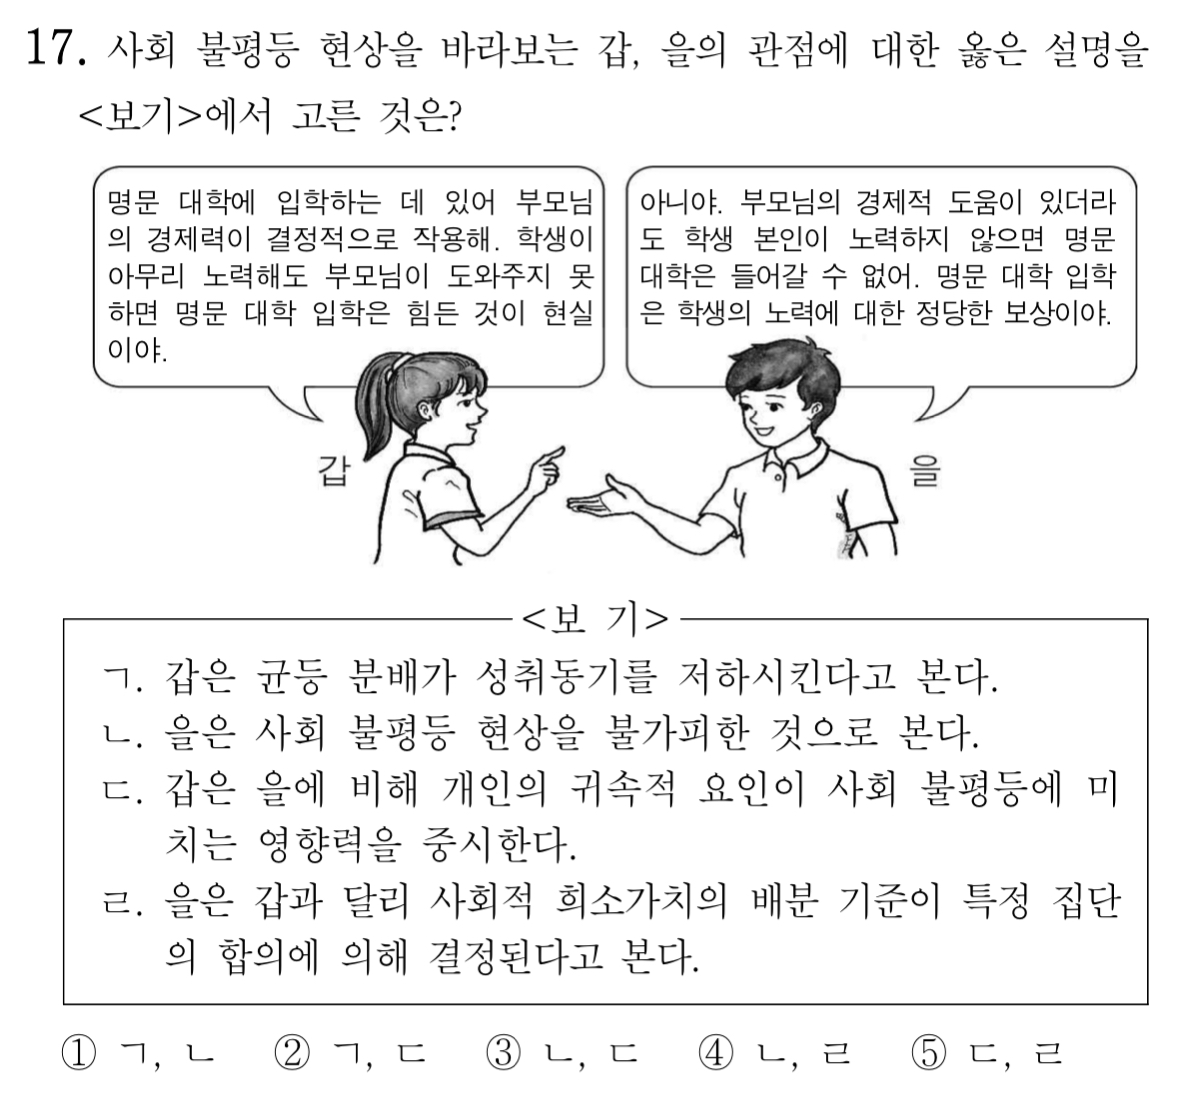 17. 사회 불평등 현상을 바라보는 갑, 을의 관점에 대한 옳은 설명을
<보기>에서 고른 것은?
명문 대학에 입학하는 데 있어 부모님
의 경제력이 결정적으로 작용해. 학생이
아무리 노력해도 부모님이 도와주지 못
하면 명문 대학 입학은 힘든 것이 현실
이야.
아니야. 부모님의 경제적 도움이 있더라
도 학생 본인이 노력하지 않으면 명문
대학은 들어갈 수 없어. 명문 대학 입학
은 학생의 노력에 대한 정당한 보상이야.
갑
을
<보 기>
ㄱ. 갑은 균등 분배가 성취동기를 저하시킨다고 본다.
ㄴ. 을은 사회 불평등 현상을 불가피한 것으로 본다.
ㄷ. 갑은 을에 비해 개인의 귀속적 요인이 사회 불평등에 미
치는 영향력을 중시한다.
ㄹ. 을은 갑과 달리 사회적 희소가치의 배분 기준이 특정 집단
의 합의에 의해 결정된다고 본다.
① ㄱ, ㄴ ② ㄱ, ㄷ ③ ㄴ, ㄷ ④ ㄴ, ㄹ ⑤ ㄷ, ㄹ